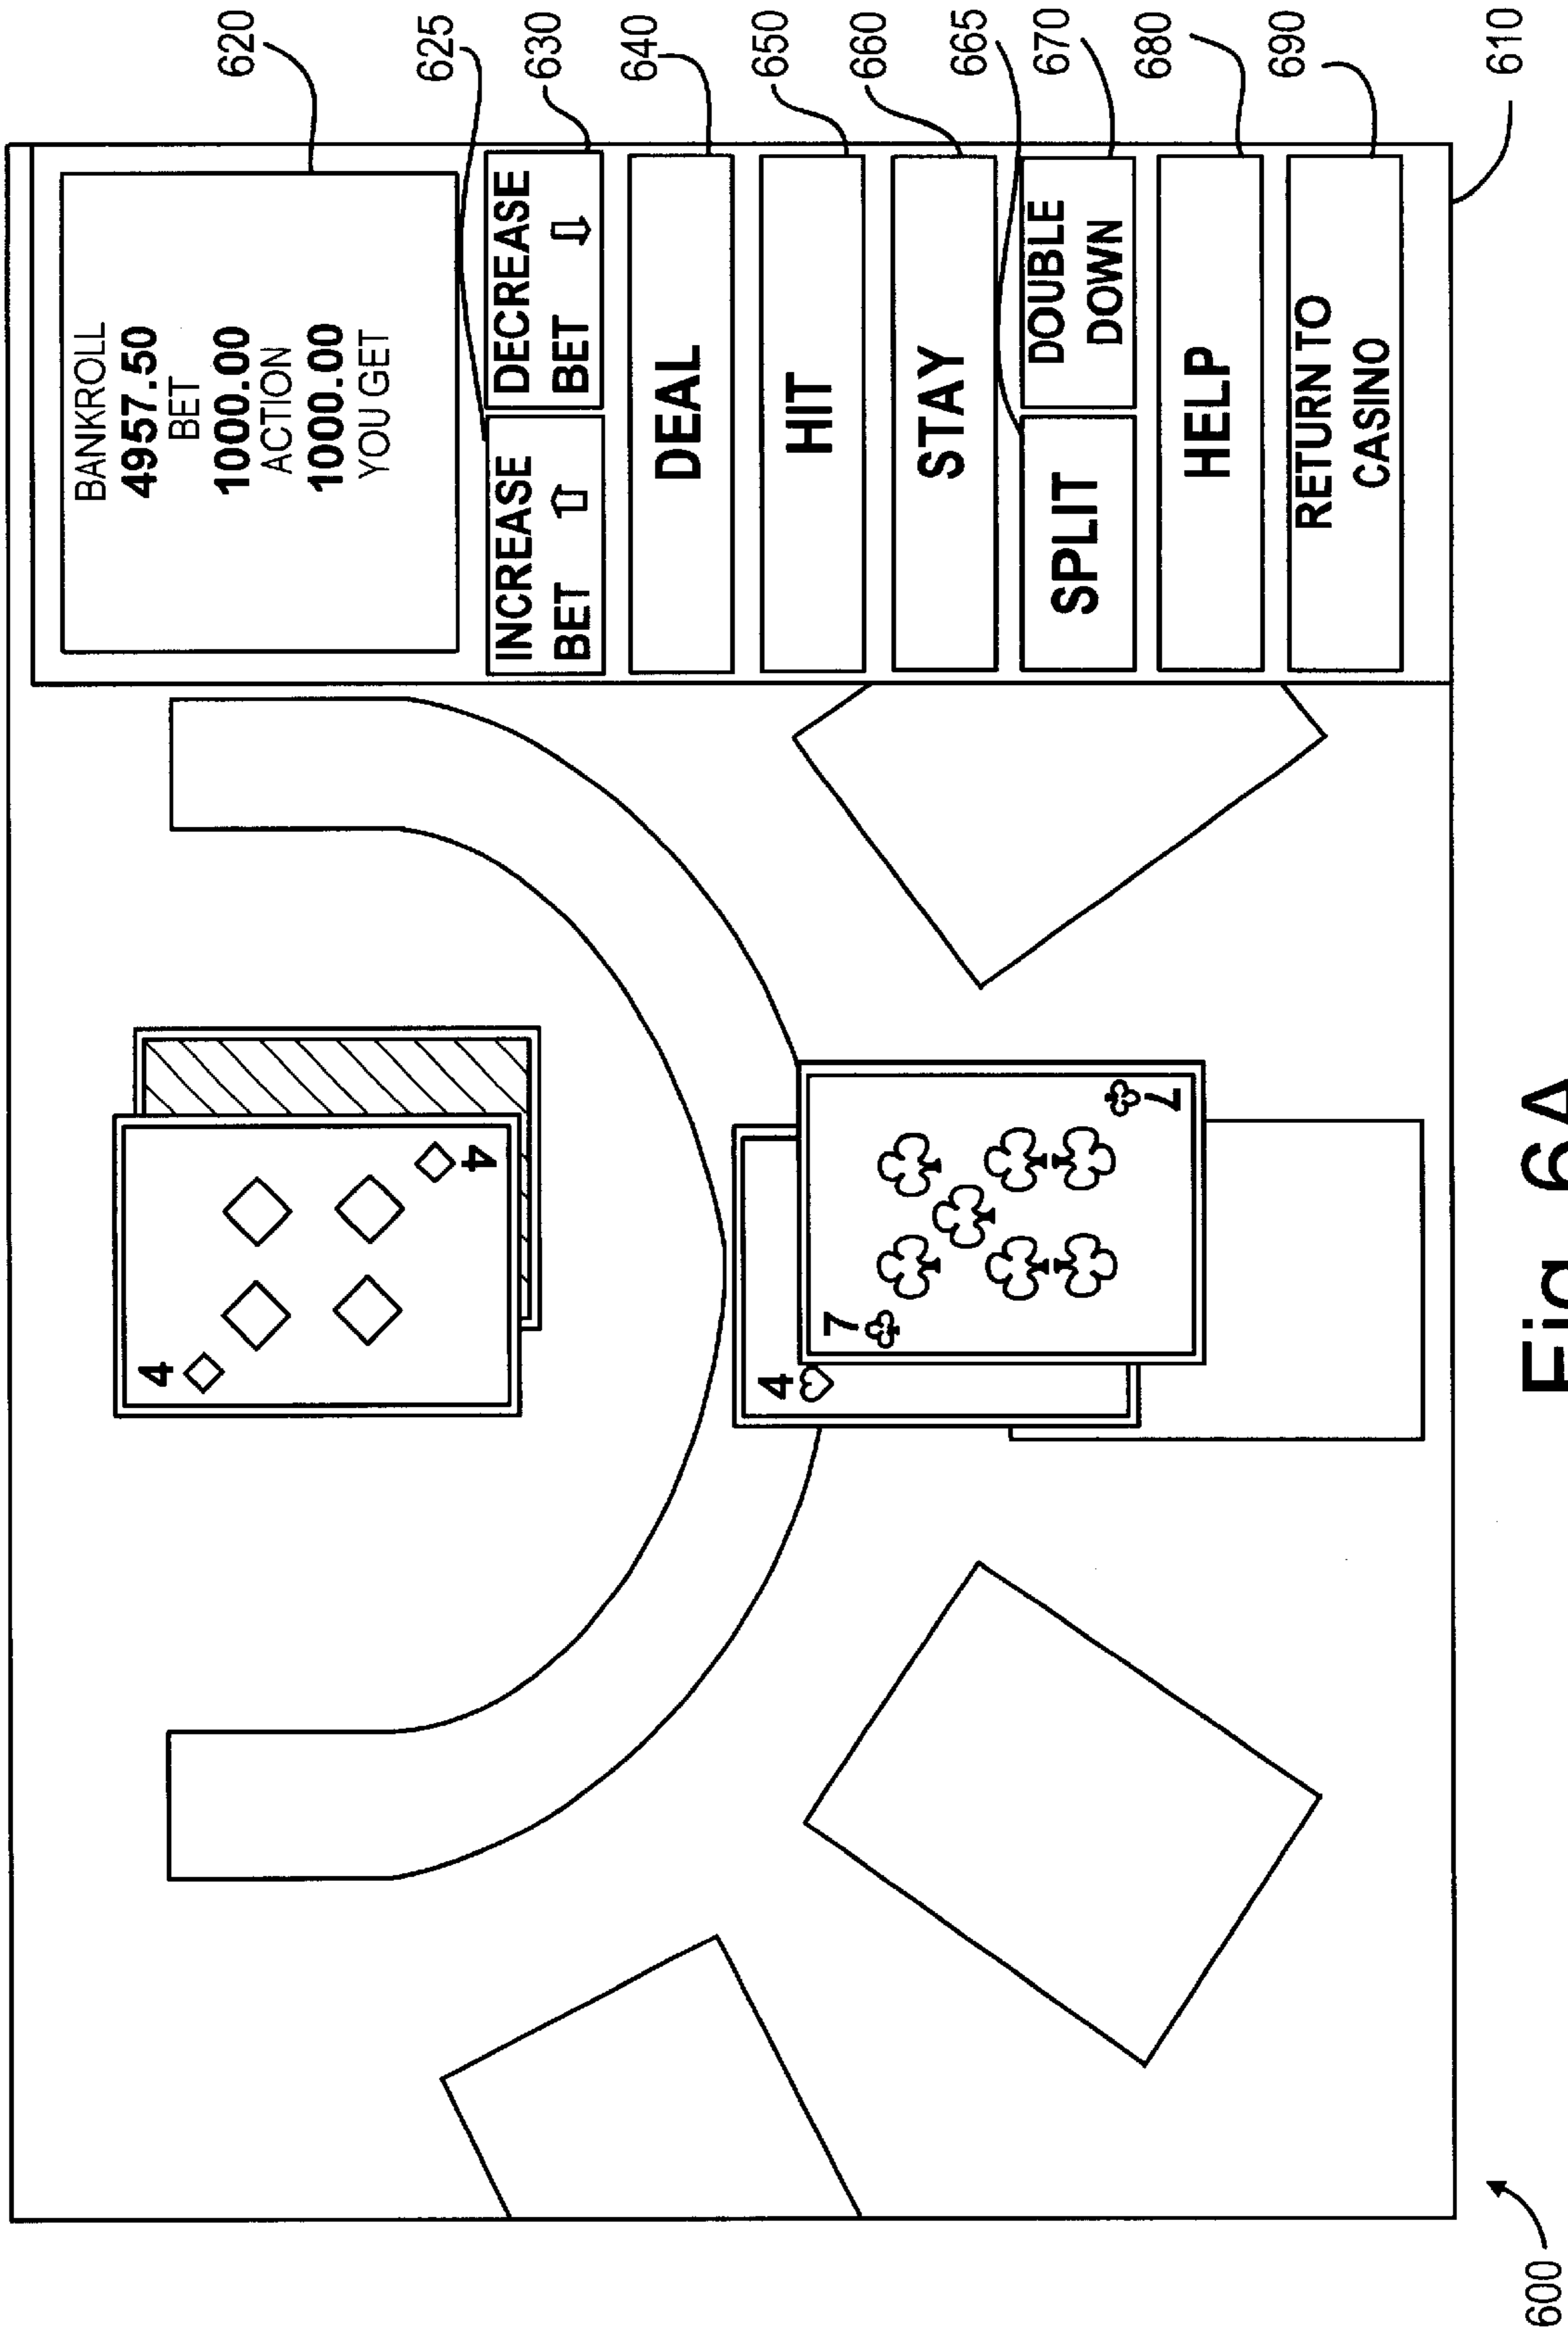 BANKROLL
4957.50
BET
1000.00
ACTION
1000.00
YOU GET
INCREASE
BET ⇧
DECREASE
BET ⇩
DEAL
HIT
STAY
SPLIT
DOUBLE
DOWN
HELP
RETURN TO
CASINO
620
625
630
640
650
660
665
670
680
690
610
4
4
4
7
7
600
Fig. 6A